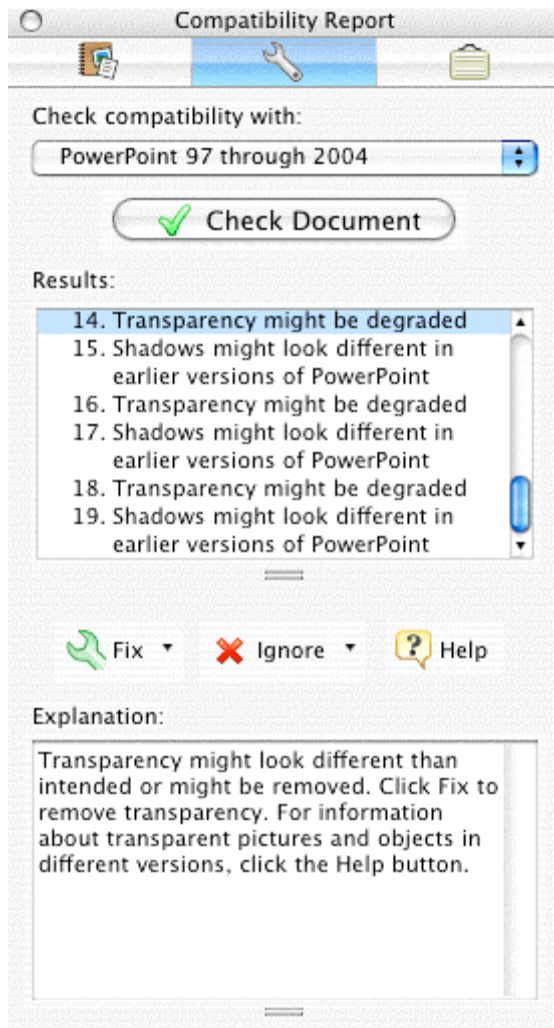 Compatibility Report
Check compatibility with:
PowerPoint 97 through 2004
Check Document
Results:
14. Transparency might be degraded
15. Shadows might look different in
earlier versions of PowerPoint
16. Transparency might be degraded
17. Shadows might look different in
earlier versions of PowerPoint
18. Transparency might be degraded
19. Shadows might look different in
earlier versions of PowerPoint
Fix Ignore ? Help
Explanation:
Transparency might look different than
intended or might be removed. Click Fix to
remove transparency. For information
about transparent pictures and objects in
different versions, click the Help button.